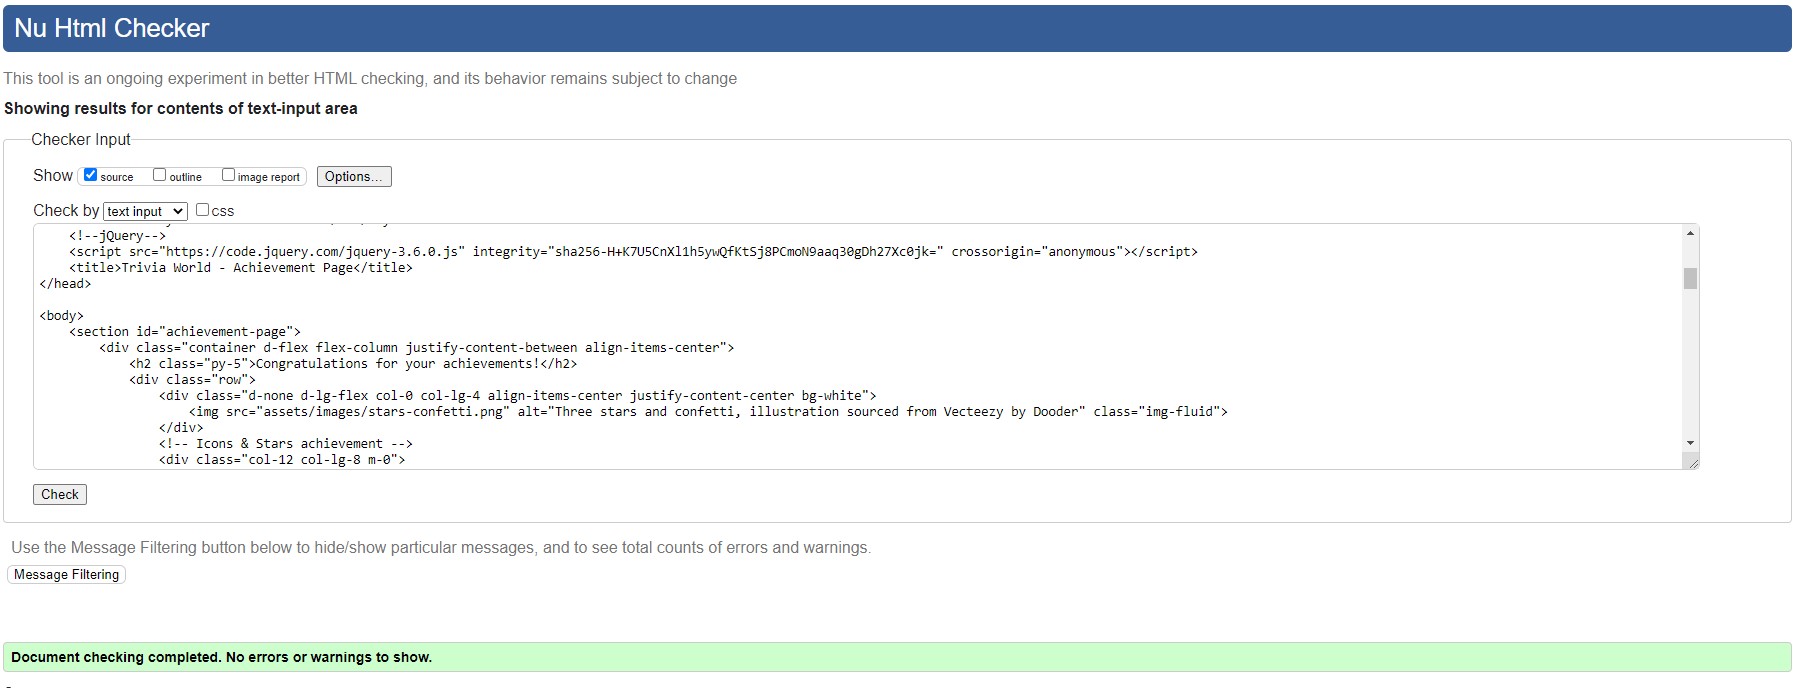 Nu Html Checker
This tool is an ongoing experiment in better HTML checking, and its behavior remains subject to change
Showing results for contents of text-input area
Checker Input
Show source outline image report Options...
Check by text input css
<!--jQuery-->
<script src="https://code.jquery.com/jquery-3.6.0.js" integrity="sha256-H+K7U5CnXl1h5ywQfKtSj8PCmoN9aaq30gDh27Xc0jk=" crossorigin="anonymous"></script>
<title>Trivia World - Achievement Page</title>
</head>
<body>
<section id="achievement-page">
<div class="container d-flex flex-column justify-content-between align-items-center">
<h2 class="py-5">Congratulations for your achievements!</h2>
<div class="row">
<div class="d-none d-lg-flex col-0 col-lg-4 align-items-center justify-content-center bg-white">
<img src="assets/images/stars-confetti.png" alt="Three stars and confetti, illustration sourced from Vecteezy by Dooder" class="img-fluid">
</div>
<!-- Icons & Stars achievement -->
<div class="col-12 col-lg-8 m-0">
Check
Use the Message Filtering button below to hide/show particular messages, and to see total counts of errors and warnings.
Message Filtering
Document checking completed. No errors or warnings to show.